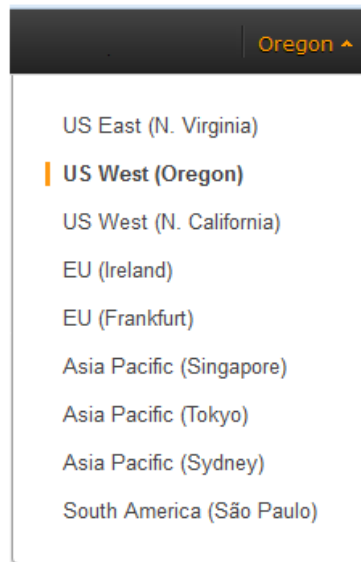 Oregon
US East (N. Virginia)
US West (Oregon)
US West (N. California)
EU (Ireland)
EU (Frankfurt)
Asia Pacific (Singapore)
Asia Pacific (Tokyo)
Asia Pacific (Sydney)
South America (São Paulo)